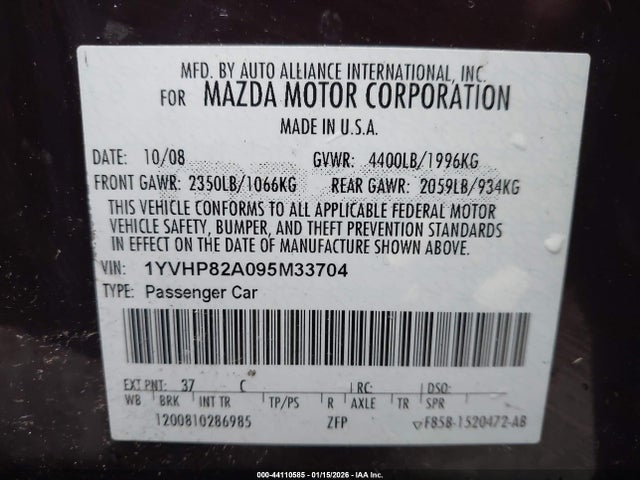 MFD. BY AUTO ALLIANCE INTERNATIONAL, INC.
FOR MAZDA MOTOR CORPORATION
MADE IN U.S.A.
DATE: 10/08 GVWR: 4400LB/1996KG
FRONT GAWR: 2350LB/1066KG REAR GAWR: 2059LB/934KG
THIS VEHICLE CONFORMS TO ALL APPLICABLE FEDERAL MOTOR
VEHICLE SAFETY, BUMPER, AND THEFT PREVENTION STANDARDS
IN EFFECT ON THE DATE OF MANUFACTURE SHOWN ABOVE.
VIN: 1YVHP82A095M33704
TYPE: Passenger Car
EXT PNT: 37 C RC: DSO:
WB BRK INT TR TP/PS R AXLE TR SPR
1200810286985 ZFP F85B-1520472-AB
000-44110585 - 01/15/2026 - IAA Inc.